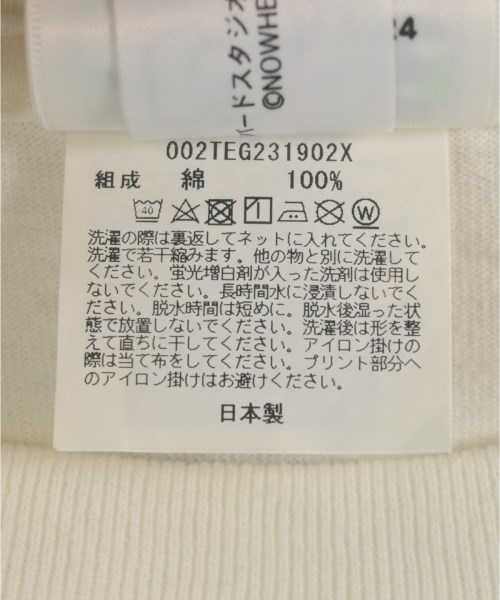 24
バードスタジオ
©NOWHE
002TEG231902X
組成 綿 100%
40
W
洗濯の際は裏返してネットに入れてください。
洗濯で若干縮みます。他の物と別に洗濯して
ください。蛍光増白剤が入った洗剤は使用し
ないでください。長時間水に浸漬しないでくだ
さい。脱水時間は短めに。脱水後湿った状
態で放置しないでください。洗濯後は形を整
えて直ちに干してください。アイロン掛けの
際は当て布をしてください。プリント部分へ
のアイロン掛けはお避けください。
日本製